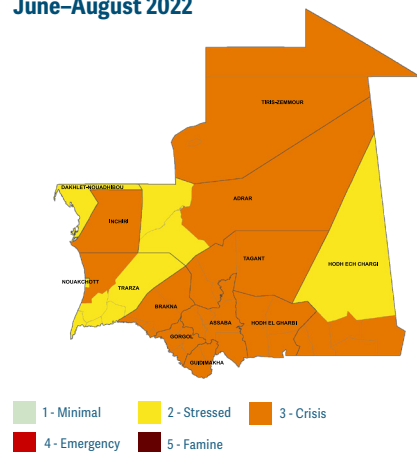 June–August 2022
TIRIS-ZEMMOUR
DAKHLET-NOUADHIBOU
ADRAR
INCHIRI
TAGANT
HODH ECH CHARGI
NOUAKCHOTT
TRARZA
BRAKNA
ASSABA
HODH EL GHARBI
GORGOL
GUIDIMAKHA
1 - Minimal
2 - Stressed
3 - Crisis
4 - Emergency
5 - Famine